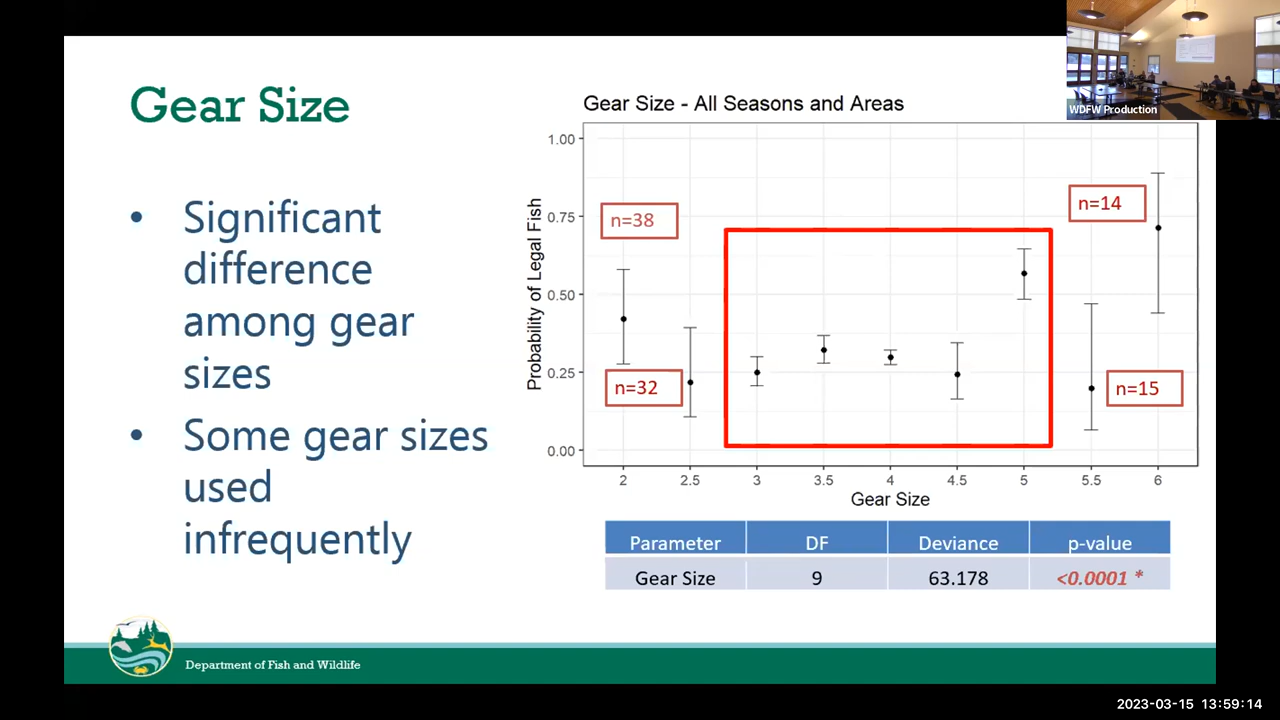 Gear Size
• Significant
difference
among gear
sizes
• Some gear sizes
used
infrequently
Gear Size - All Seasons and Areas
Probability of Legal Fish
1.00
0.75
0.50
0.25
0.00
n=38
n=32
n=14
n=15
2 2.5 3 3.5 4 4.5 5 5.5 6
Gear Size
Parameter DF Deviance p-value
Gear Size 9 63.178 <0.0001 *
Department of Fish and Wildlife
WDFW Production
2023-03-15 13:59:14